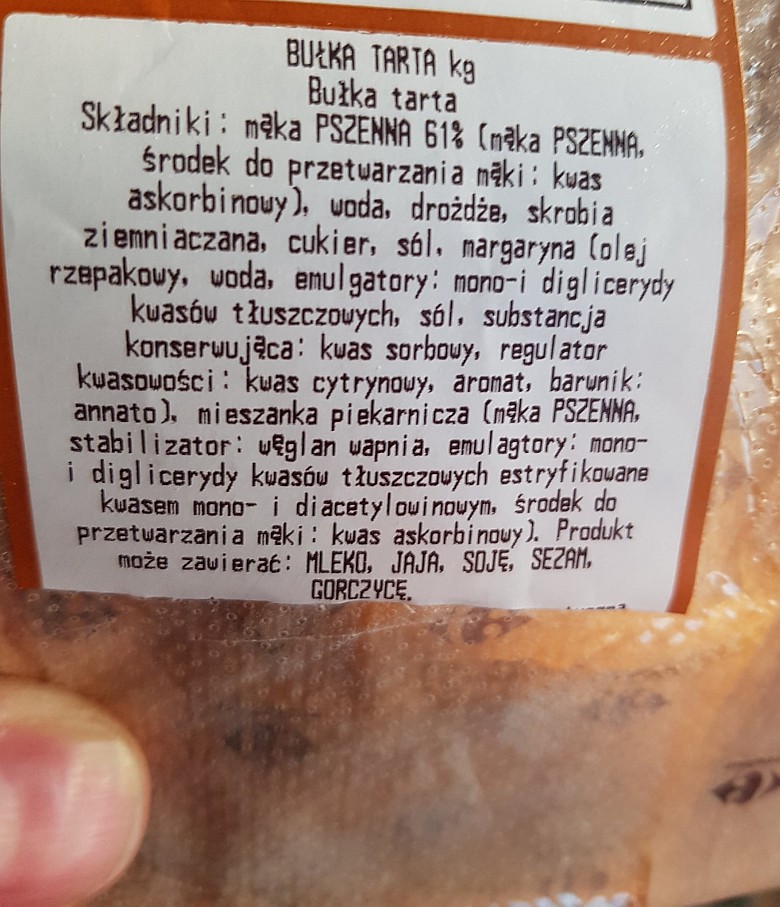 BUŁKA TARTA kg
Bułka tarta
Składniki: mąka PSZENNA 61% (mąka PSZENNA,
środek do przetwarzania mąki: kwas
askorbinowy), woda, drożdże, skrobia
ziemniaczana, cukier, sól, margaryna (olej
rzepakowy, woda, emulgatory: mono-i diglicerydy
kwasów tłuszczowych, sól, substancja
konserwująca: kwas sorbowy, regulator
kwasowości: kwas cytrynowy, aromat, barwnik:
annato), mieszanka piekarnicza (mąka PSZENNA,
stabilizator: węglan wapnia, emulagtory: mono-
i diglicerydy kwasów tłuszczowych estryfikowane
kwasem mono- i diacetylowinowym, środek do
przetwarzania mąki: kwas askorbinowy). Produkt
może zawierać: MLEKO, JAJA, SOJĘ, SEZAM,
GORCZYCĘ.